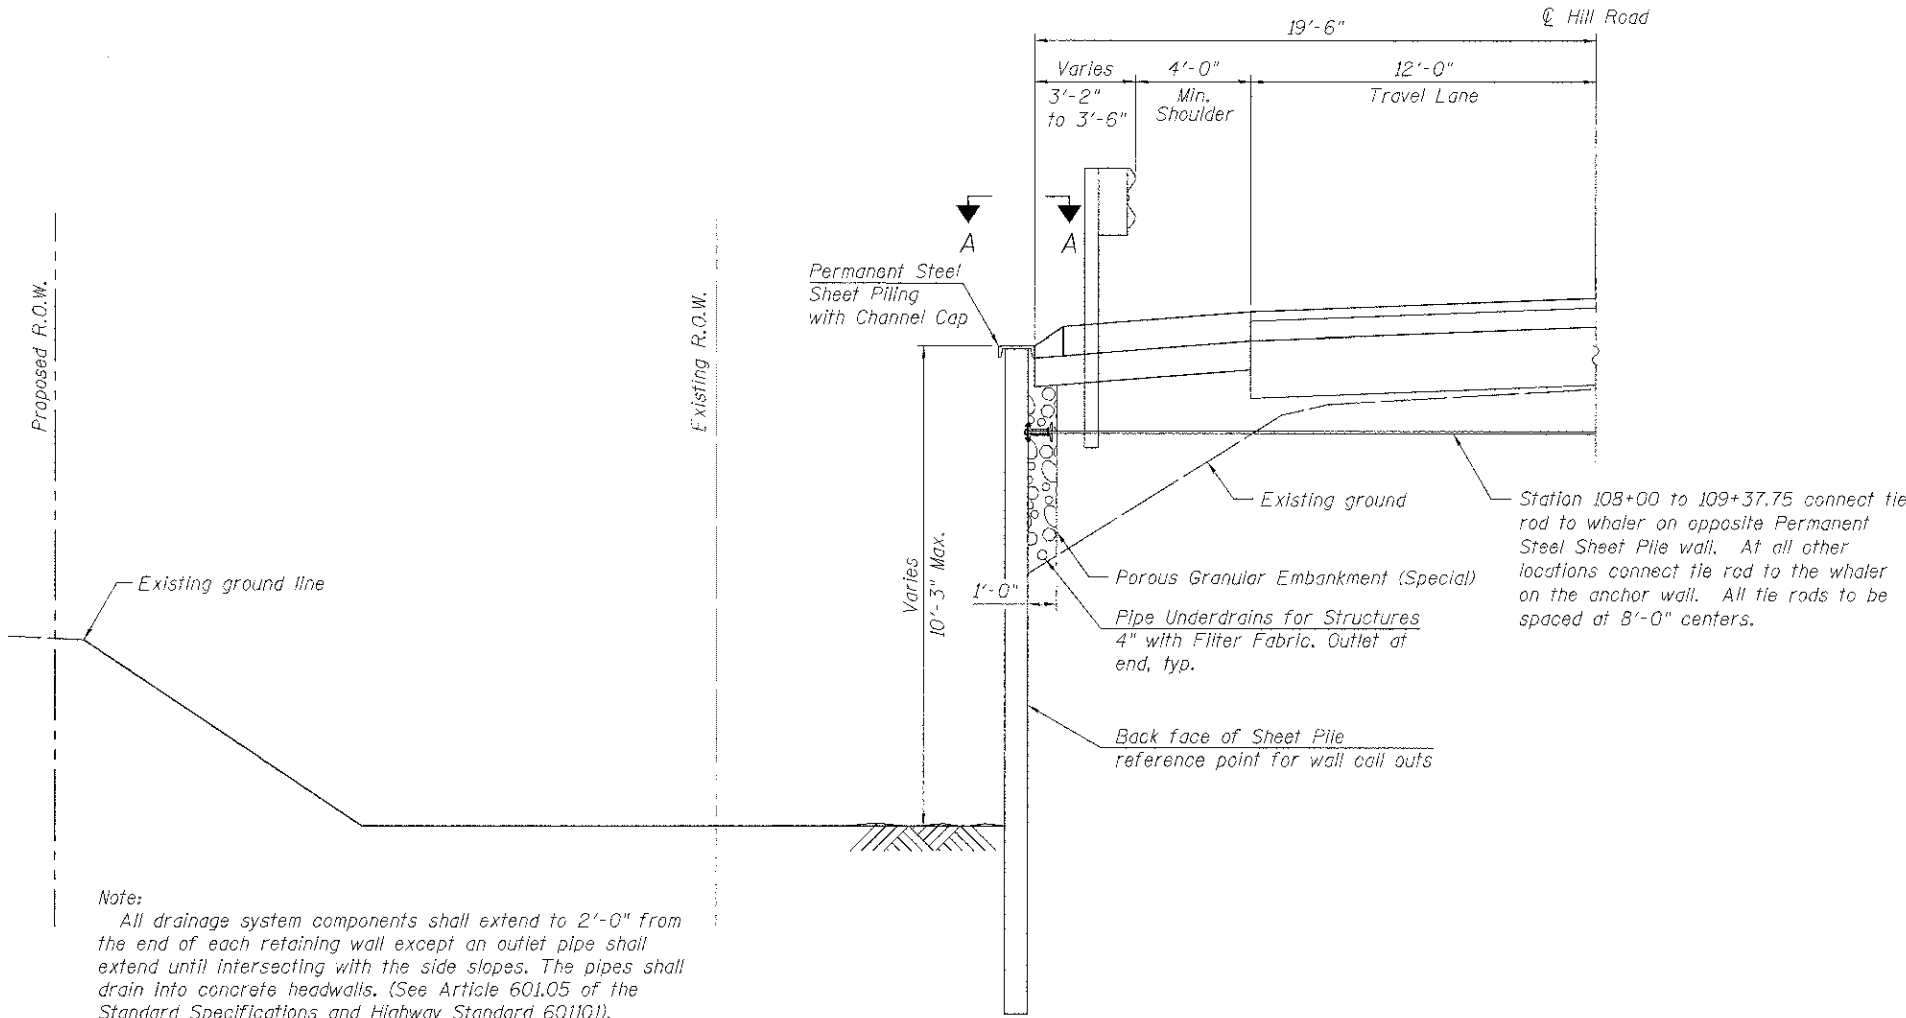 ℄ Hill Road
19'-6"
Varies
3'-2"
to 3'-6"
4'-0"
Min.
Shoulder
12'-0"
Travel Lane
A
A
Permanent Steel
Sheet Piling
with Channel Cap
Proposed R.O.W.
Existing R.O.W.
Existing ground
Station 108+00 to 109+37.75 connect tie
rod to whaler on opposite Permanent
Steel Sheet Pile wall. At all other
locations connect tie rod to the whaler
on the anchor wall. All tie rods to be
spaced at 8'-0" centers.
Varies
10'-3" Max.
1'-0"
Porous Granular Embankment (Special)
Existing ground line
Pipe Underdrains for Structures
4" with Filter Fabric. Outlet at
end, typ.
Back face of Sheet Pile
reference point for wall call outs
Note:
All drainage system components shall extend to 2'-0" from
the end of each retaining wall except an outlet pipe shall
extend until intersecting with the side slopes. The pipes shall
drain into concrete headwalls. (See Article 601.05 of the
Standard Specifications and Highway Standard 601101).